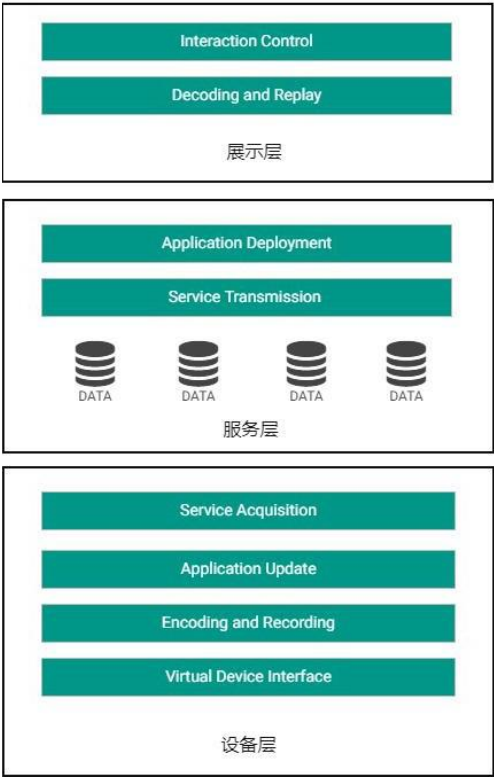 Interaction Control
Decoding and Replay
展示层
Application Deployment
Service Transmission
DATA DATA DATA DATA
服务层
Service Acquisition
Application Update
Encoding and Recording
Virtual Device Interface
设备层